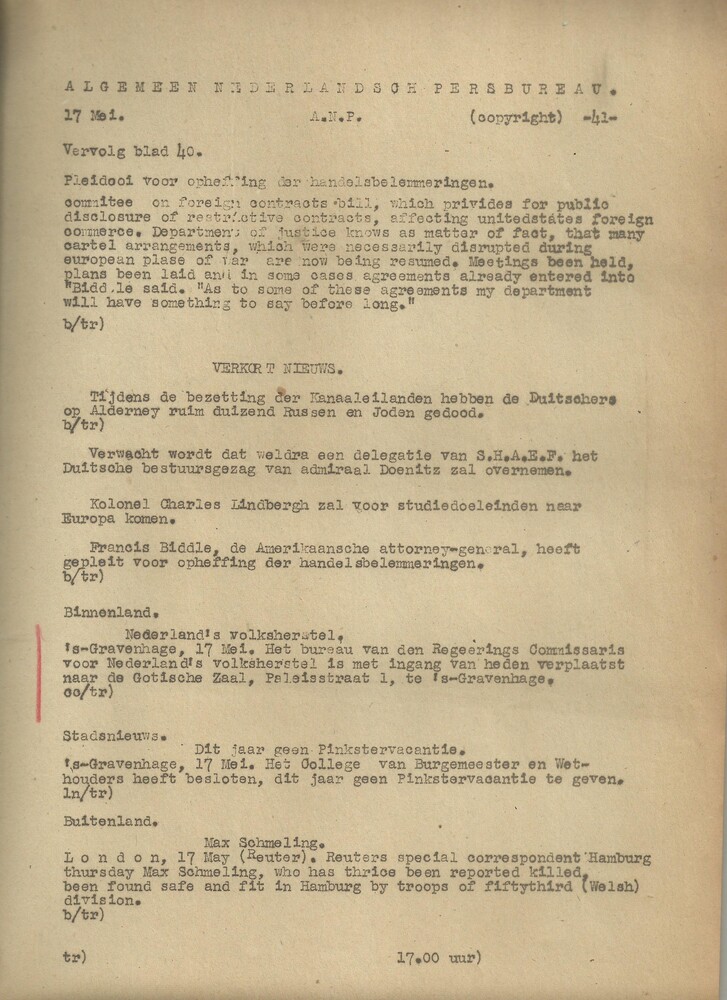 ALGEMEEN NEDERLANDSCH PERSBUREAU.
17 Mei. A.N.P. (copyright) -41-
Vervolg blad 40.
Pleidooi voor opheffing der handelsbelemmeringen.
committee on foreign contracts bill, which privides for public
disclosure of restrictive contracts, affecting unitedstates foreign
commerce. Department of justice knows as matter of fact, that many
cartel arrangements, which were necessarily disrupted during
european plase of war are now being resumed. Meetings been held,
plans been laid and in some cases agreements already entered into
"Biddle said. "As to some of these agreements my department
will have something to say before long."
b/tr)
VERKORT NIEUWS.
Tijdens de bezetting der Kanaaleilanden hebben de Duitschers
op Alderney ruim duizend Russen en Joden gedood.
b/tr)
Verwacht wordt dat weldra een delegatie van S.H.A.E.F. het
Duitsche bestuursgezag van admiraal Doenitz zal overnemen.
Kolonel Charles Lindbergh zal voor studiedoeleinden naar
Europa komen.
Francis Biddle, de Amerikaansche attorney-general, heeft
gepleit voor opheffing der handelsbelemmeringen.
b/tr)
Binnenland.
Nederland's volksherstel.
's-Gravenhage, 17 Mei. Het bureau van den Regeerings Commissaris
voor Nederland's volksherstel is met ingang van heden verplaatst
naar de Gotische Zaal, Paleisstraat 1, te 's-Gravenhage.
co/tr)
Stadsnieuws.
Dit jaar geen Pinkstervacantie.
's-Gravenhage, 17 Mei. Het College van Burgemeester en Wet-
houders heeft besloten, dit jaar geen Pinkstervacantie te geven.
ln/tr)
Buitenland.
Max Schmeling.
London, 17 May (Reuter). Reuters special correspondent Hamburg
thursday Max Schmeling, who has thrice been reported killed,
been found safe and fit in Hamburg by troops of fiftythird (Welsh)
division.
b/tr)
tr) 17.00 uur)